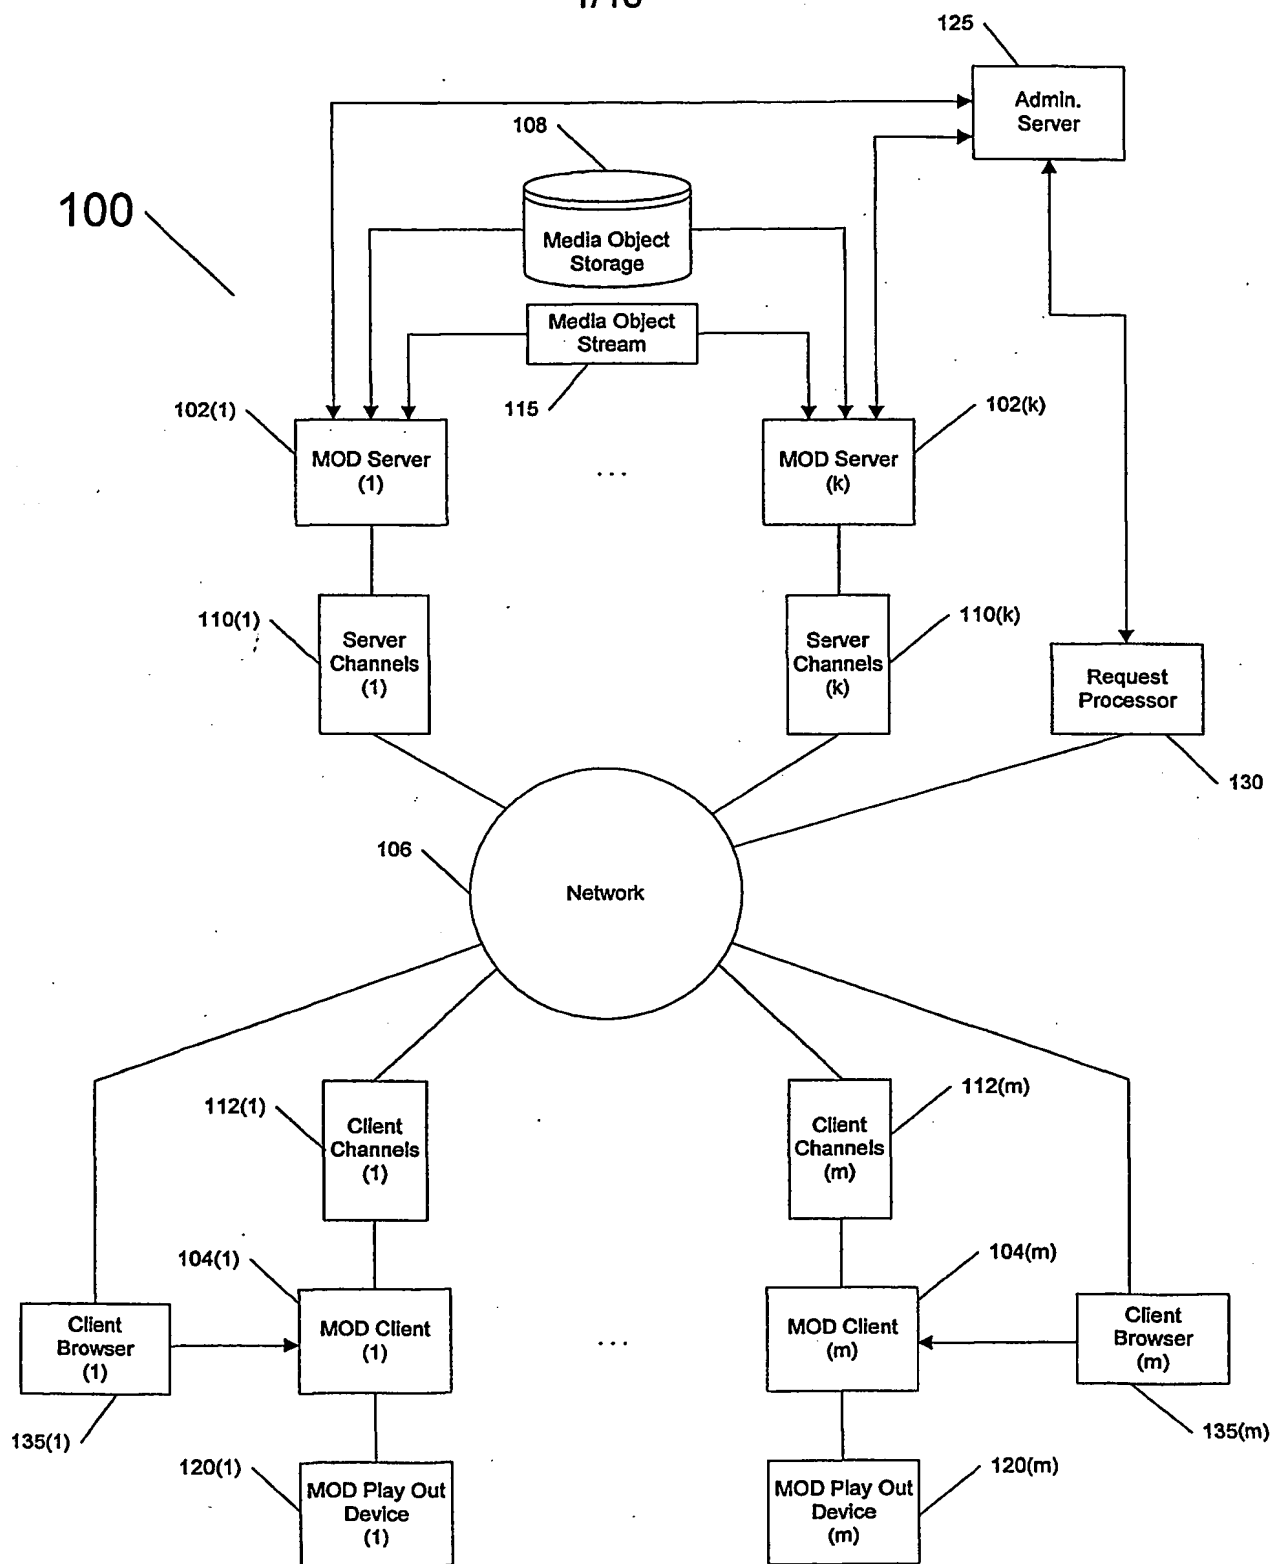 125
Admin.
Server
108
100
Media Object
Storage
Media Object
Stream
115
102(1)
102(k)
MOD Server
(1)
...
MOD Server
(k)
110(1)
110(k)
Server
Channels
(1)
Server
Channels
(k)
Request
Processor
130
106
Network
112(1)
112(m)
Client
Channels
(1)
Client
Channels
(m)
104(1)
104(m)
Client
Browser
(1)
MOD Client
(1)
...
MOD Client
(m)
Client
Browser
(m)
135(1)
135(m)
120(1)
120(m)
MOD Play Out
Device
(1)
MOD Play Out
Device
(m)